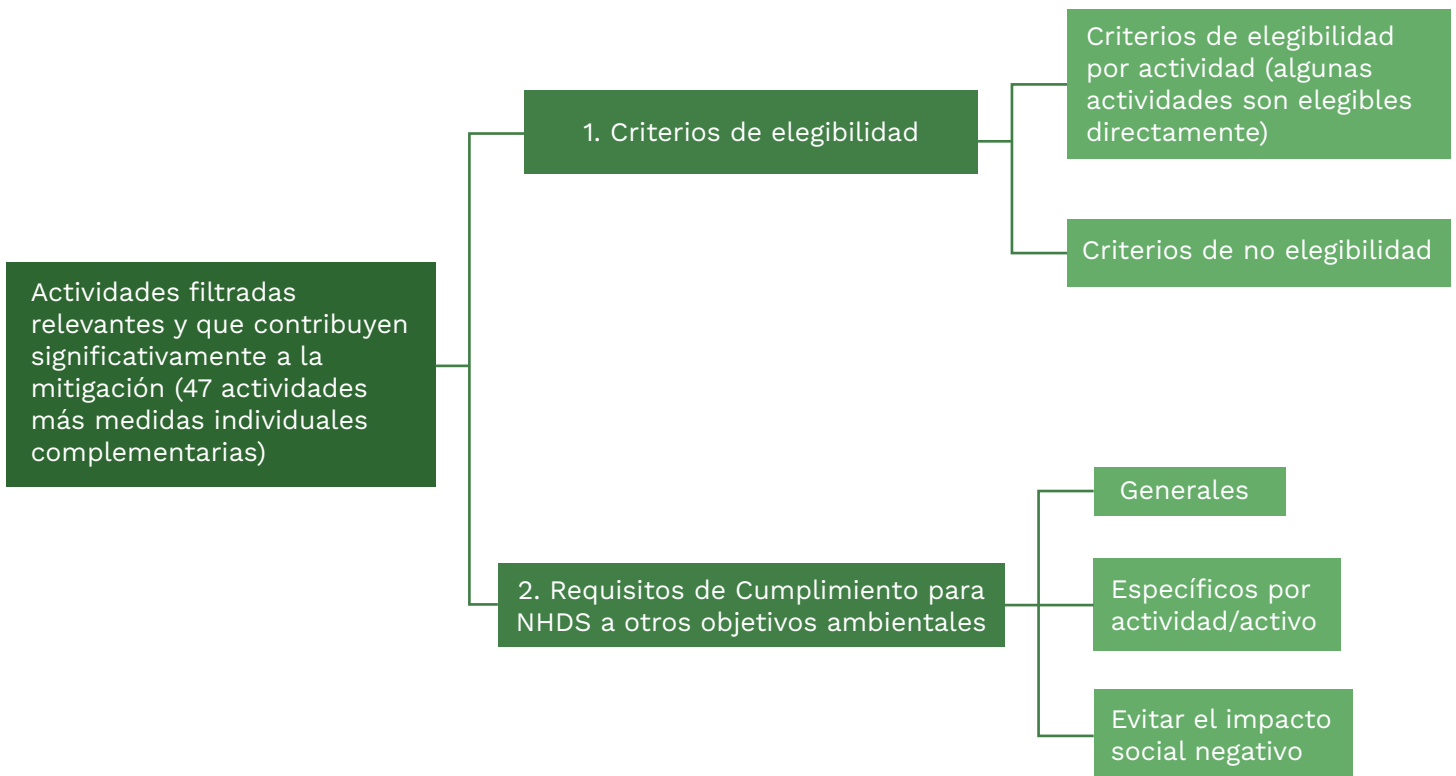 Actividades filtradas
relevantes y que contribuyen
significativamente a la
mitigación (47 actividades
más medidas individuales
complementarias)
1. Criterios de elegibilidad
Criterios de elegibilidad
por actividad (algunas
actividades son elegibles
directamente)
Criterios de no elegibilidad
2. Requisitos de Cumplimiento para
NHDS a otros objetivos ambientales
Generales
Específicos por
actividad/activo
Evitar el impacto
social negativo